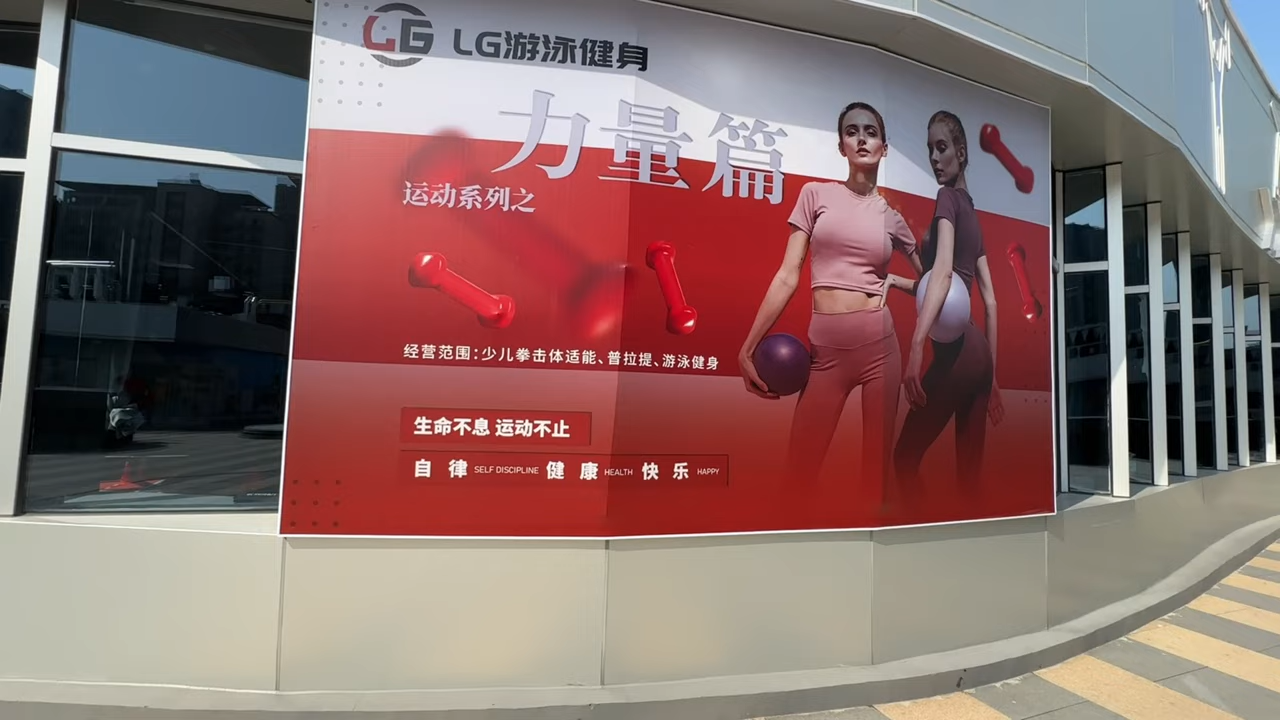 LG LG游泳健身
力量篇
运动系列之
经营范围:少儿拳击体适能、普拉提、游泳健身
生命不息 运动不止
自律 SELF DISCIPLINE 健康 HEALTH 快乐 HAPPY